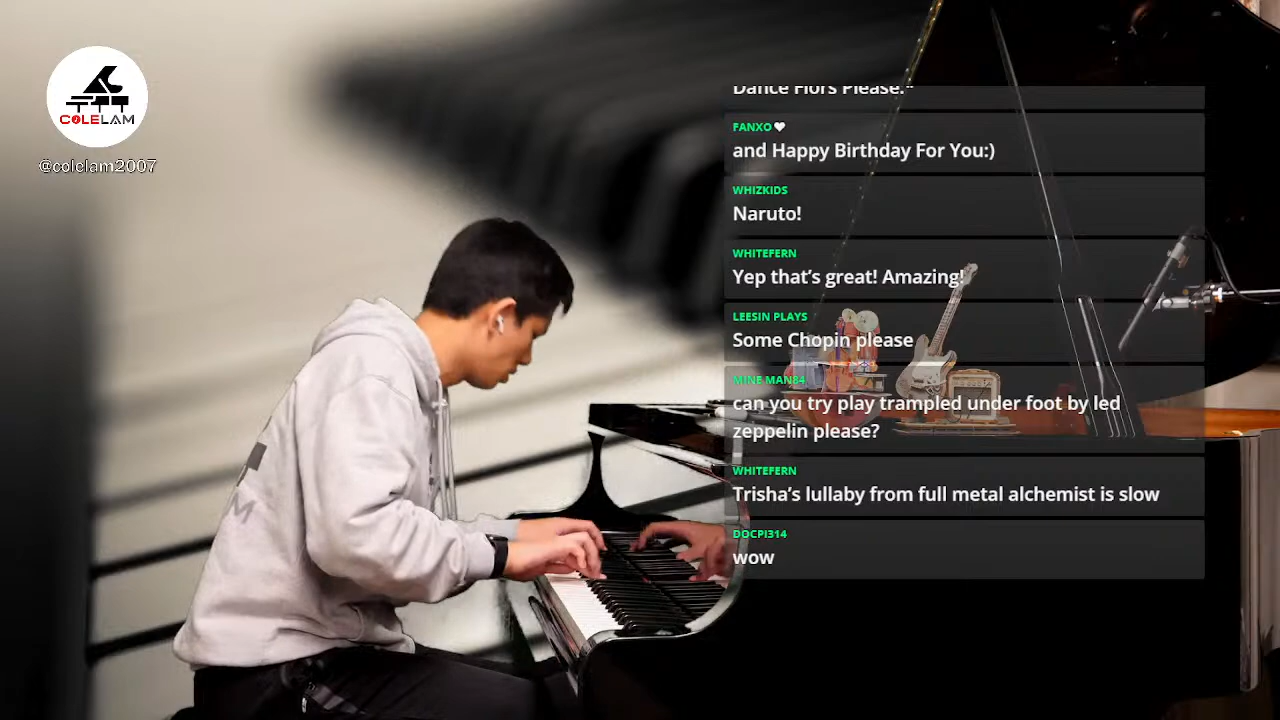 COLELAM
@colelam2007
Dance Flors Please."
FANXO🤍
and Happy Birthday For You:)
WHIZKIDS
Naruto!
WHITEFERN
Yep that's great! Amazing!
LEESIN PLAYS
Some Chopin please
MINE MAN84
can you try play trampled under foot by led
zeppelin please?
WHITEFERN
Trisha's lullaby from full metal alchemist is slow
DOCPI314
wow